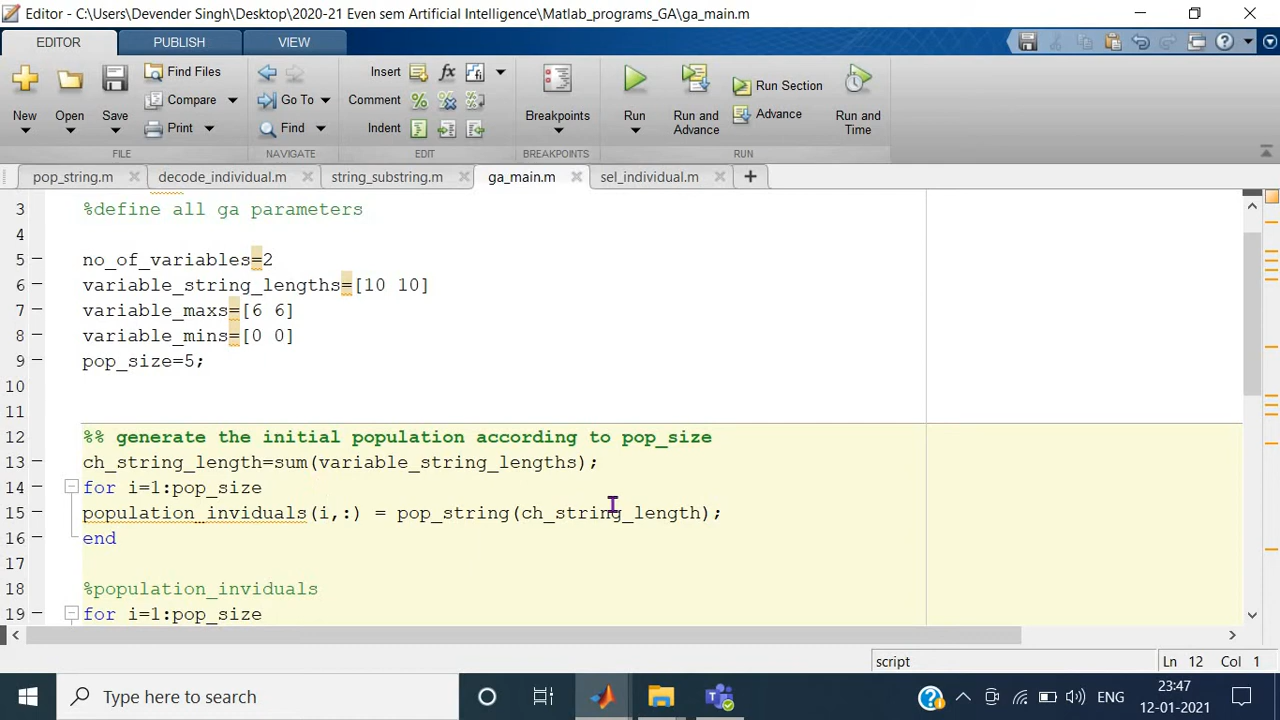 Editor - C:\Users\Devender Singh\Desktop\2020-21 Even sem Artificial Intelligence\Matlab_programs_GA\ga_main.m
EDITOR PUBLISH VIEW
New Open Save Find Files Compare Print
Insert Comment Indent
Go To Find
Breakpoints
Run Run and Advance Run Section Advance Run and Time
FILE NAVIGATE EDIT BREAKPOINTS RUN
pop_string.m decode_individual.m string_substring.m ga_main.m sel_individual.m
3 %define all ga parameters
4
5 no_of_variables=2
6 variable_string_lengths=[10 10]
7 variable_maxs=[6 6]
8 variable_mins=[0 0]
9 pop_size=5;
10
11
12 %% generate the initial population according to pop_size
13 ch_string_length=sum(variable_string_lengths);
14 for i=1:pop_size
15 population_inviduals(i,:) = pop_string(ch_string_length);
16 end
17
18 %population_inviduals
19 for i=1:pop_size
script Ln 12 Col 1
Type here to search
ENG
23:47
12-01-2021